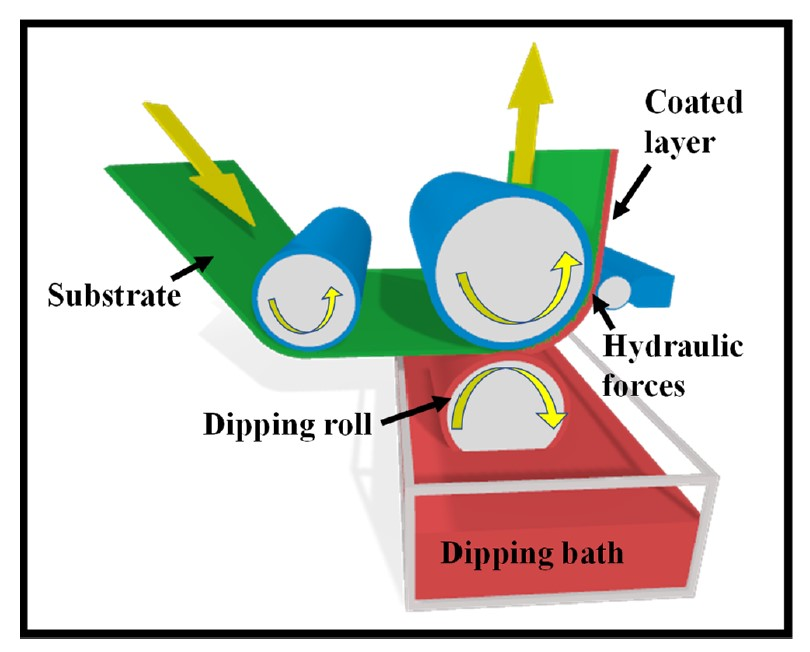 Coated
layer
Substrate
Hydraulic
forces
Dipping roll
Dipping bath